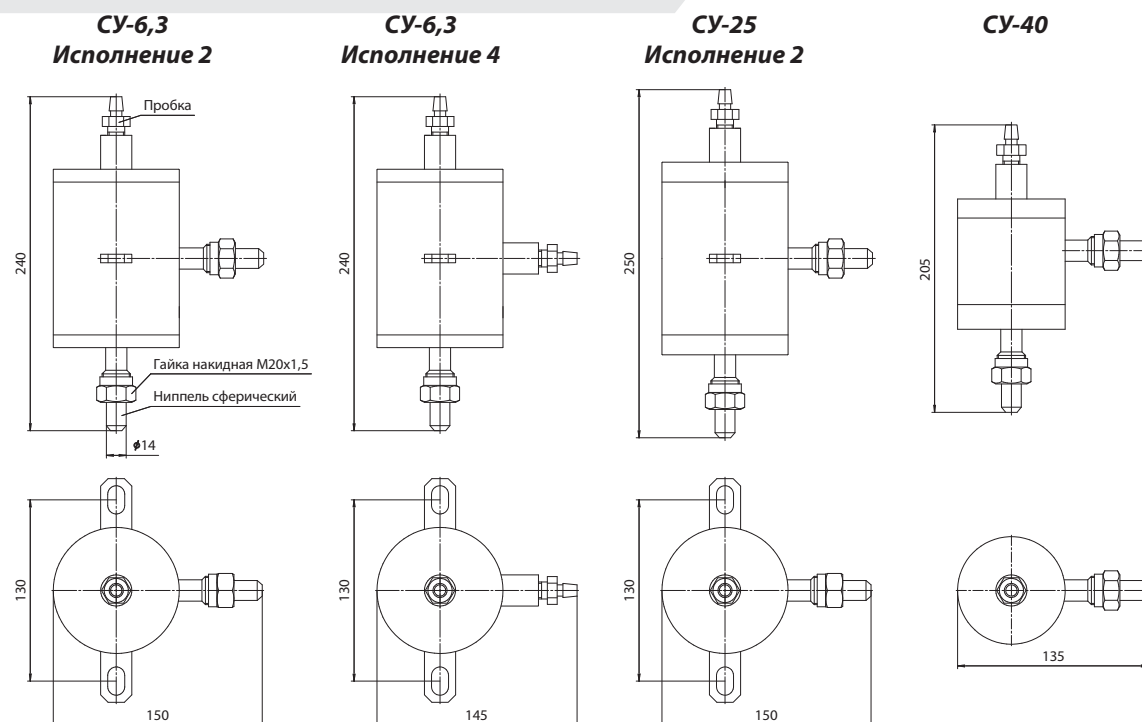 СУ-6,3
Исполнение 2
СУ-6,3
Исполнение 4
СУ-25
Исполнение 2
СУ-40
Пробка
240
240
250
205
Гайка накидная М20х1,5
Ниппель сферический
ϕ14
130
130
130
150
145
150
135